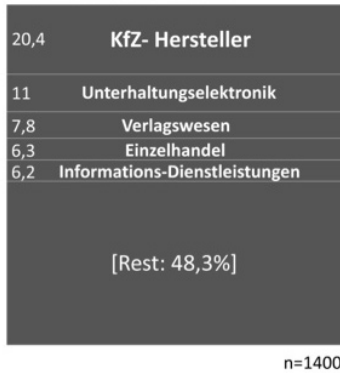 20,4 KfZ- Hersteller
11 Unterhaltungselektronik
7,8 Verlagswesen
6,3 Einzelhandel
6,2 Informations-Dienstleistungen
[Rest: 48,3%]
n=1400